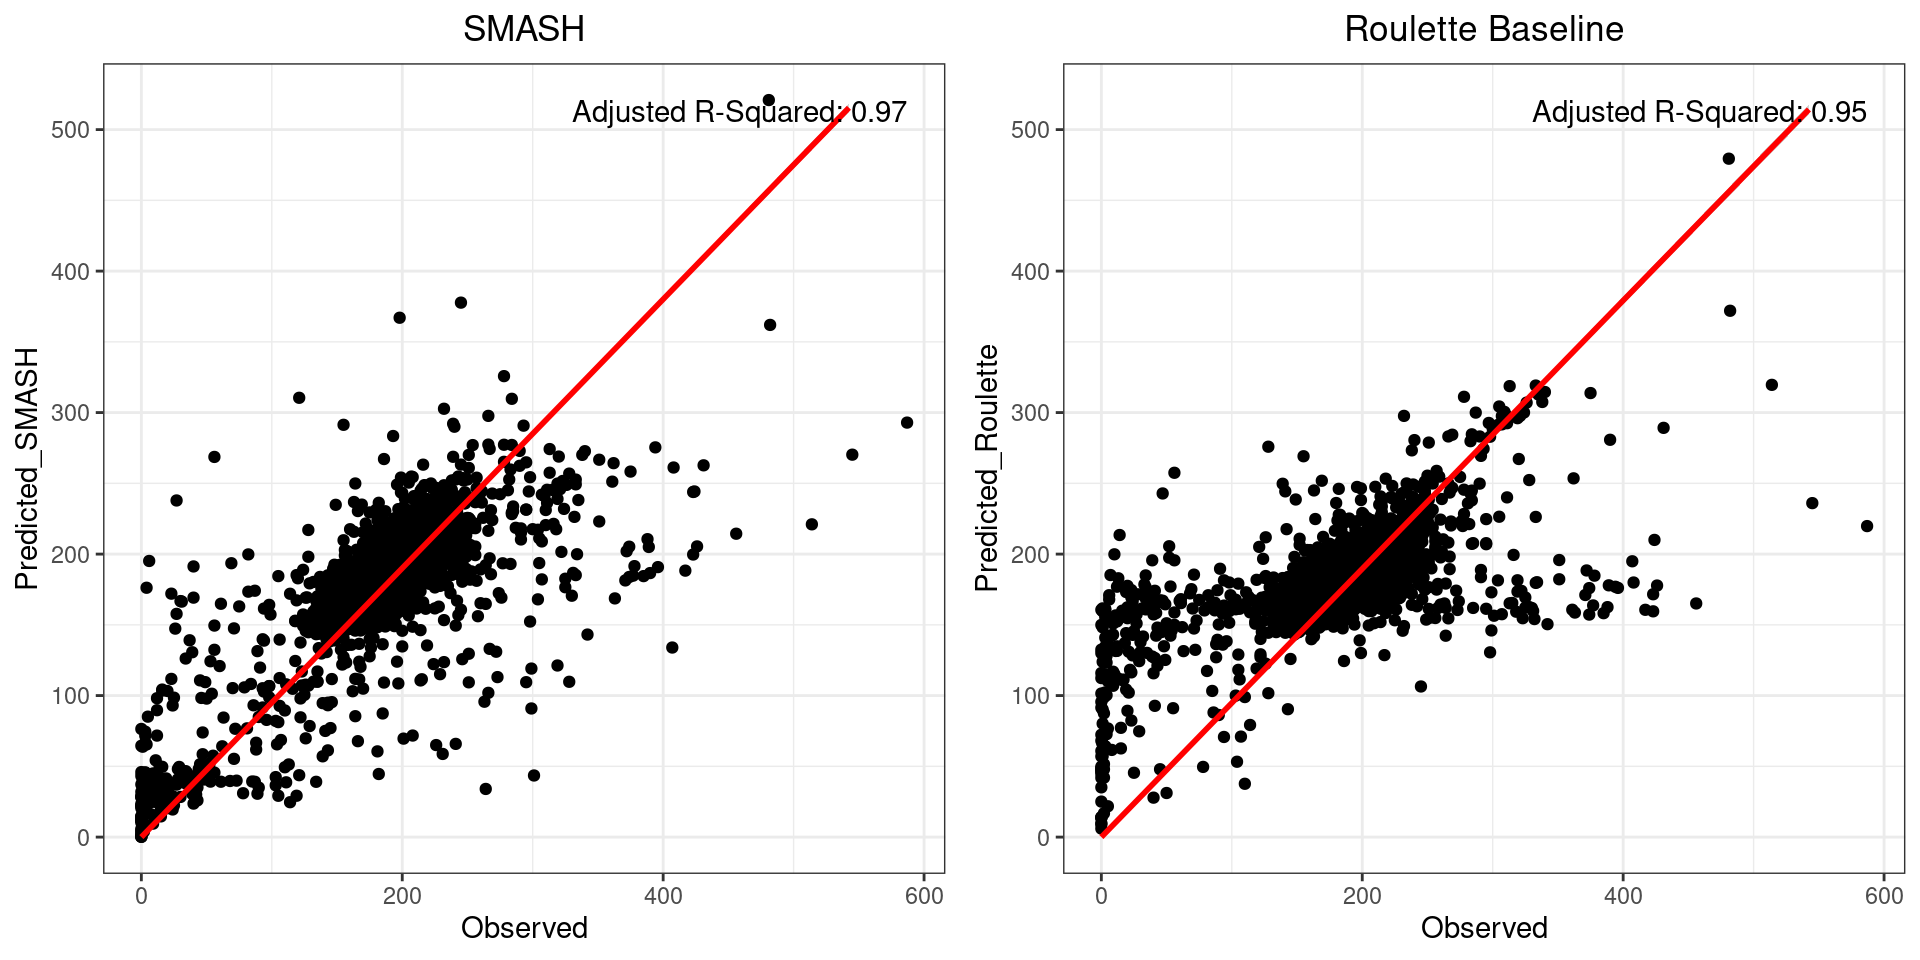 SMASH
Adjusted R-Squared: 0.97
500
400
300
200
100
0
Predicted_SMASH
0 200 400 600
Observed
Roulette Baseline
Adjusted R-Squared: 0.95
500
400
300
200
100
0
Predicted_Roulette
0 200 400 600
Observed